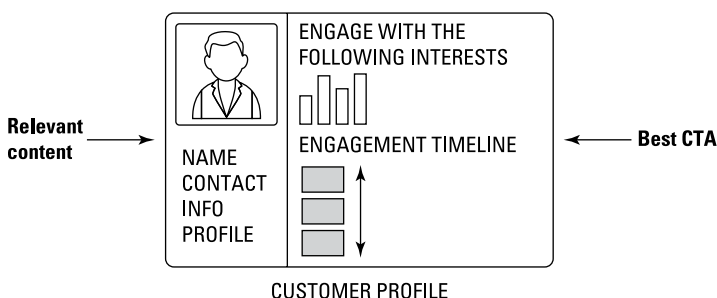 Relevant
content
NAME
CONTACT
INFO
PROFILE
ENGAGE WITH THE
FOLLOWING INTERESTS
ENGAGEMENT TIMELINE
Best CTA
CUSTOMER PROFILE